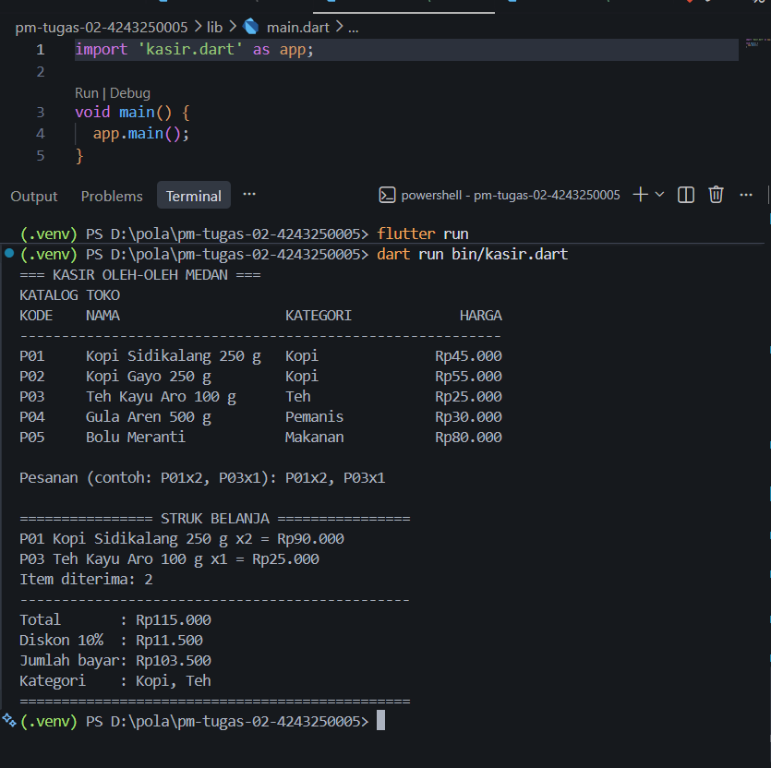 pm-tugas-02-4243250005 > lib > main.dart > ...
1 import 'kasir.dart' as app;
2
Run | Debug
3 void main() {
4 app.main();
5 }
Output Problems Terminal ··· powershell - pm-tugas-02-4243250005
(.venv) PS D:\pola\pm-tugas-02-4243250005> flutter run
(.venv) PS D:\pola\pm-tugas-02-4243250005> dart run bin/kasir.dart
=== KASIR OLEH-OLEH MEDAN ===
KATALOG TOKO
KODE NAMA KATEGORI HARGA
----------------------------------------------------------
P01 Kopi Sidikalang 250 g Kopi Rp45.000
P02 Kopi Gayo 250 g Kopi Rp55.000
P03 Teh Kayu Aro 100 g Teh Rp25.000
P04 Gula Aren 500 g Pemanis Rp30.000
P05 Bolu Meranti Makanan Rp80.000
Pesanan (contoh: P01x2, P03x1): P01x2, P03x1
================ STRUK BELANJA ================
P01 Kopi Sidikalang 250 g x2 = Rp90.000
P03 Teh Kayu Aro 100 g x1 = Rp25.000
Item diterima: 2
-----------------------------------------------
Total : Rp115.000
Diskon 10% : Rp11.500
Jumlah bayar: Rp103.500
Kategori : Kopi, Teh
===============================================
(.venv) PS D:\pola\pm-tugas-02-4243250005>